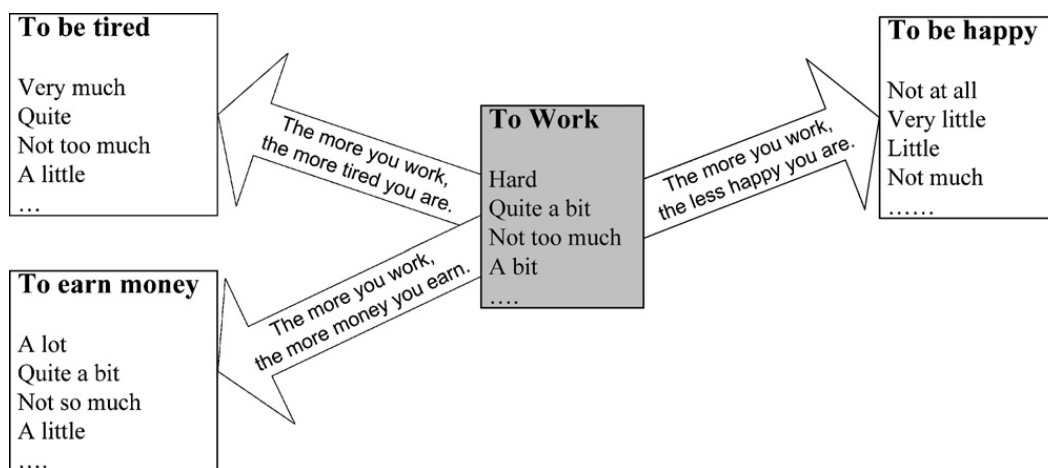 To be tired
Very much
Quite
Not too much
A little
...
The more you work,
the more tired you are.
To Work
Hard
Quite a bit
Not too much
A bit
....
The more you work,
the less happy you are.
To be happy
Not at all
Very little
Little
Not much
......
To earn money
A lot
Quite a bit
Not so much
A little
....
The more you work,
the more money you earn.